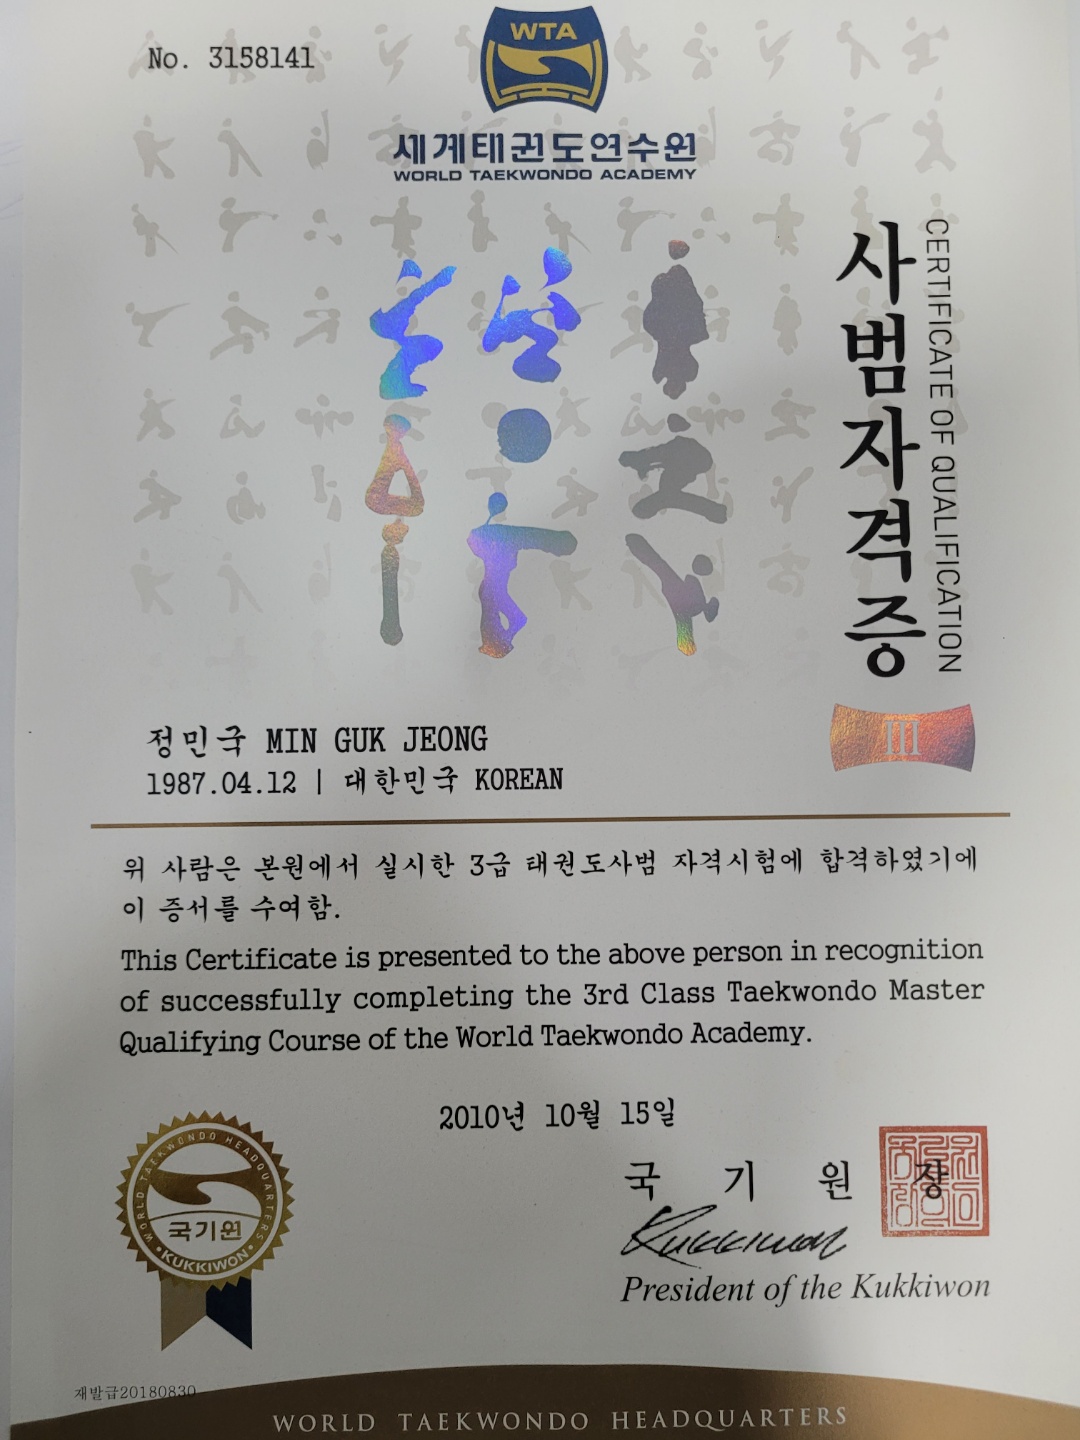 No. 3158141
WTA
세계태권도연수원
WORLD TAEKWONDO ACADEMY
사범자격증
CERTIFICATE OF QUALIFICATION
III
정민국 MIN GUK JEONG
1987.04.12 | 대한민국 KOREAN
위 사람은 본원에서 실시한 3급 태권도사범 자격시험에 합격하였기에
이 증서를 수여함.
This Certificate is presented to the above person in recognition
of successfully completing the 3rd Class Taekwondo Master
Qualifying Course of the World Taekwondo Academy.
2010년 10월 15일
국 기 원 장
Kukkiwon
President of the Kukkiwon
WORLD TAEKWONDO HEADQUARTERS
국기원
KUKKIWON
재발급20180830
WORLD TAEKWONDO HEADQUARTERS